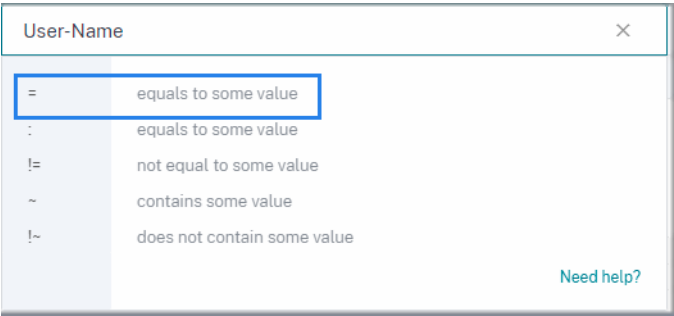 User-Name
= equals to some value
: equals to some value
!= not equal to some value
~ contains some value
!~ does not contain some value
Need help?